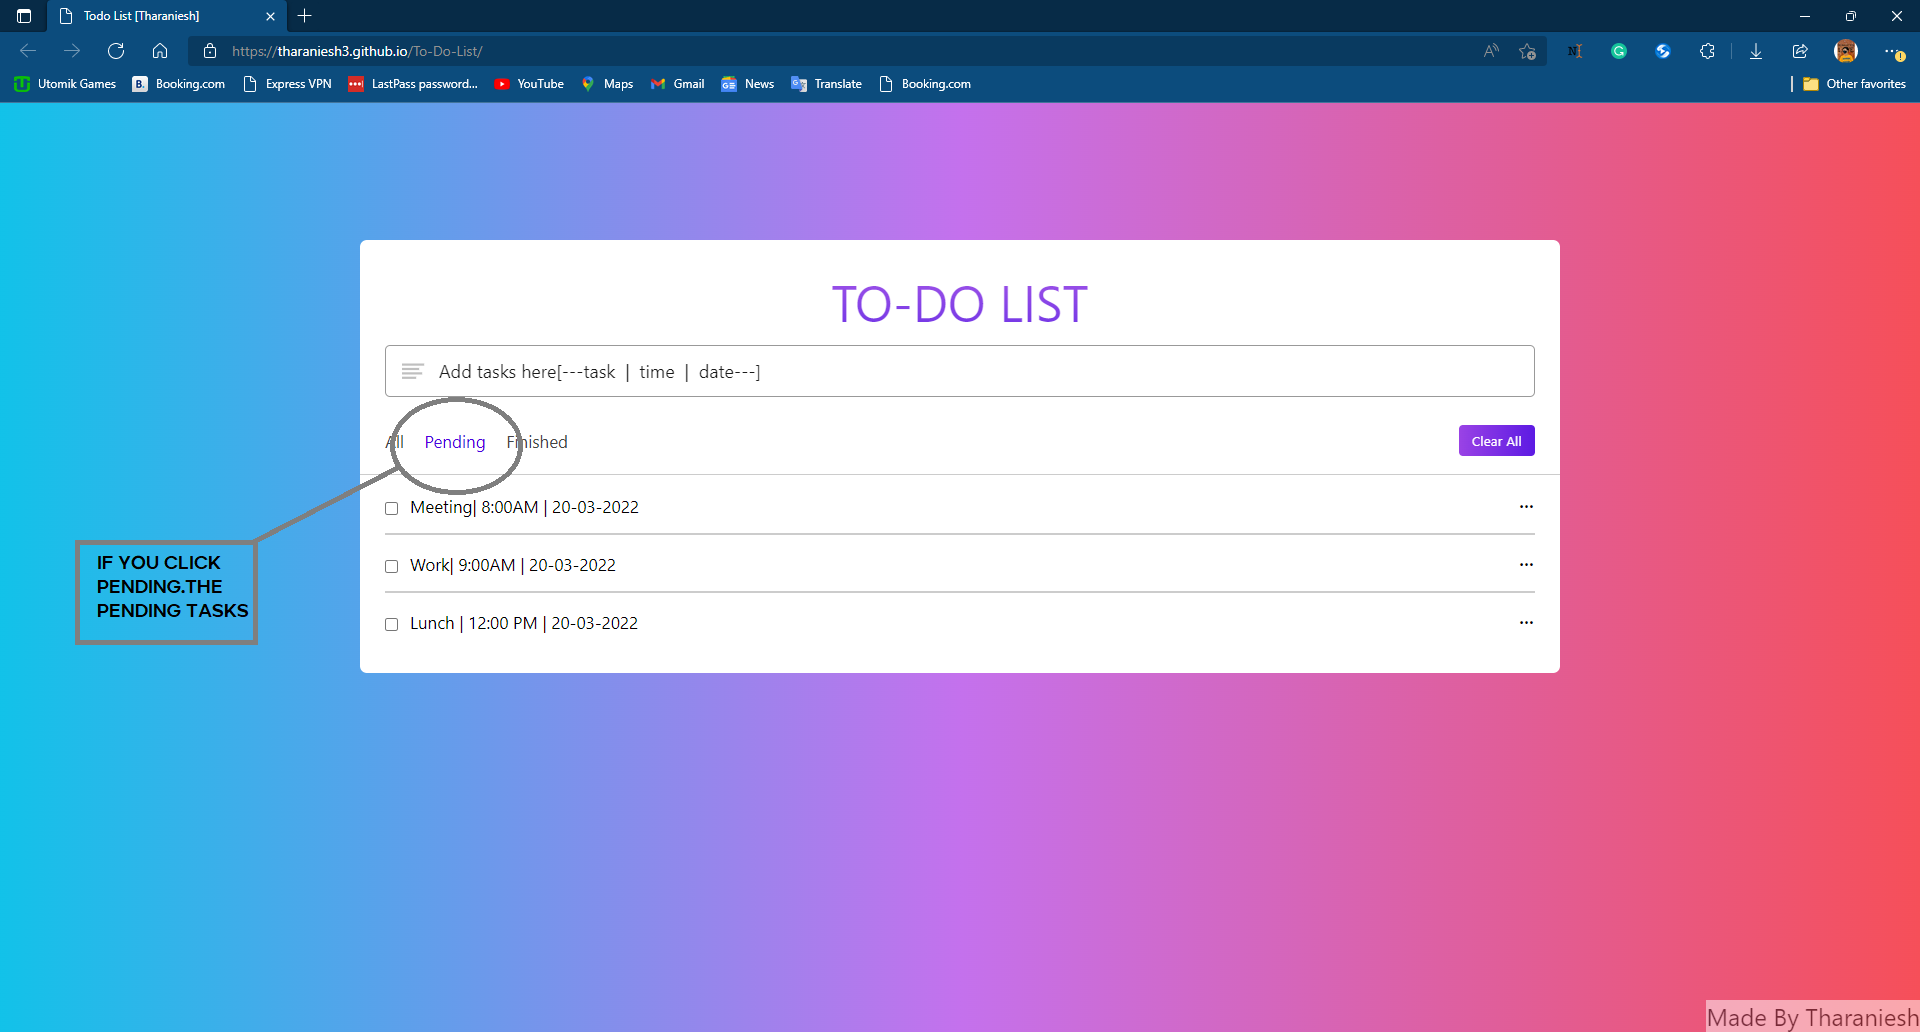 Todo List [Tharaniesh]
https://tharaniesh3.github.io/To-Do-List/
Utomik Games
Booking.com
Express VPN
LastPass password...
YouTube
Maps
Gmail
News
Translate
Booking.com
Other favorites
TO-DO LIST
Add tasks here[---task | time | date---]
All Pending Finished
Clear All
Meeting| 8:00AM | 20-03-2022
Work| 9:00AM | 20-03-2022
Lunch | 12:00 PM | 20-03-2022
IF YOU CLICK
PENDING.THE
PENDING TASKS
Made By Tharaniesh